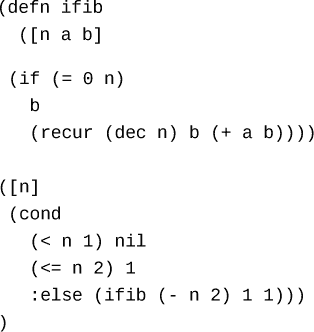 (defn ifib
  ([n a b]
 (if (= 0 n)
   b
   (recur (dec n) b (+ a b))))
([n]
 (cond
   (< n 1) nil
   (<= n 2) 1
   :else (ifib (- n 2) 1 1)))
)